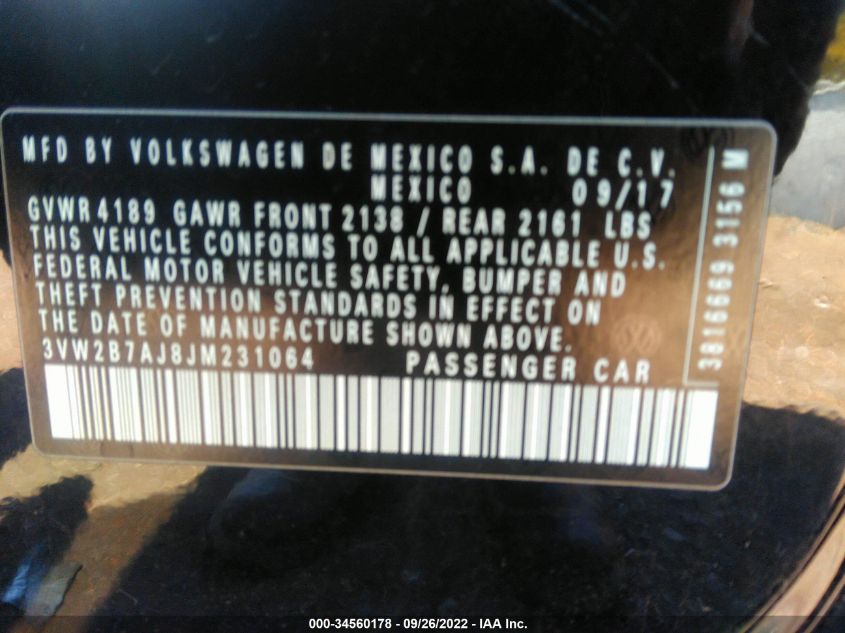 MFD BY VOLKSWAGEN DE MEXICO S.A. DE C.V.
MEXICO 09/17
GVWR 4189 GAWR FRONT 2138 / REAR 2161 LBS
THIS VEHICLE CONFORMS TO ALL APPLICABLE U.S.
FEDERAL MOTOR VEHICLE SAFETY, BUMPER AND
THEFT PREVENTION STANDARDS IN EFFECT ON
THE DATE OF MANUFACTURE SHOWN ABOVE.
3VW2B7AJ8JM231064 PASSENGER CAR
3816669 3156 M
000-34560178 - 09/26/2022 - IAA Inc.